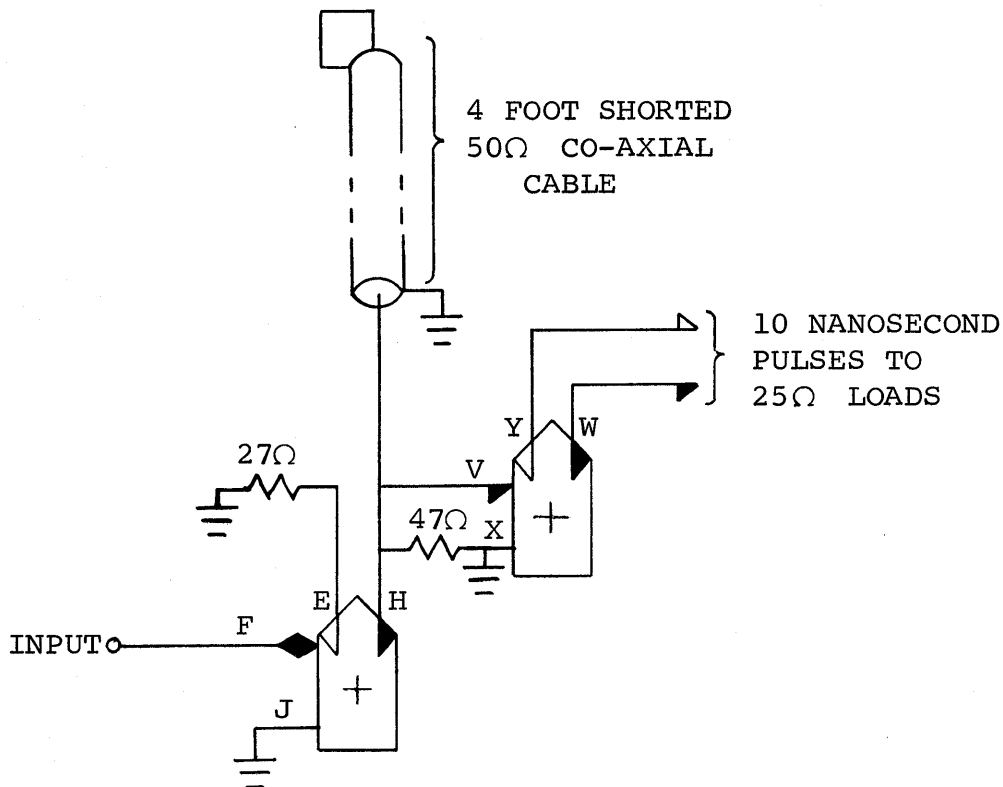 4 FOOT SHORTED
50Ω CO-AXIAL
CABLE
10 NANOSECOND
PULSES TO
25Ω LOADS
Y
W
27Ω
V
47Ω
X
+
E
H
F
INPUT
+
J